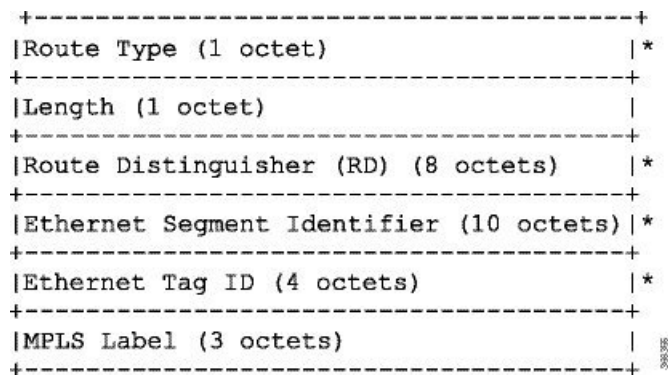 +---------------------------------------+
|Route Type (1 octet) |*
+---------------------------------------+
|Length (1 octet) |
+---------------------------------------+
|Route Distinguisher (RD) (8 octets) |*
+---------------------------------------+
|Ethernet Segment Identifier (10 octets)|*
+---------------------------------------+
|Ethernet Tag ID (4 octets) |*
+---------------------------------------+
|MPLS Label (3 octets) |
+---------------------------------------+